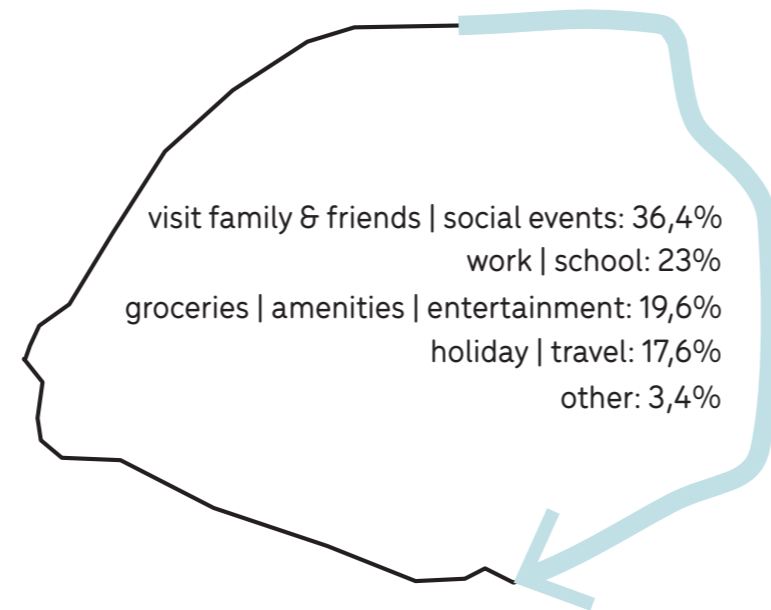 visit family & friends | social events: 36,4%
work | school: 23%
groceries | amenities | entertainment: 19,6%
holiday | travel: 17,6%
other: 3,4%